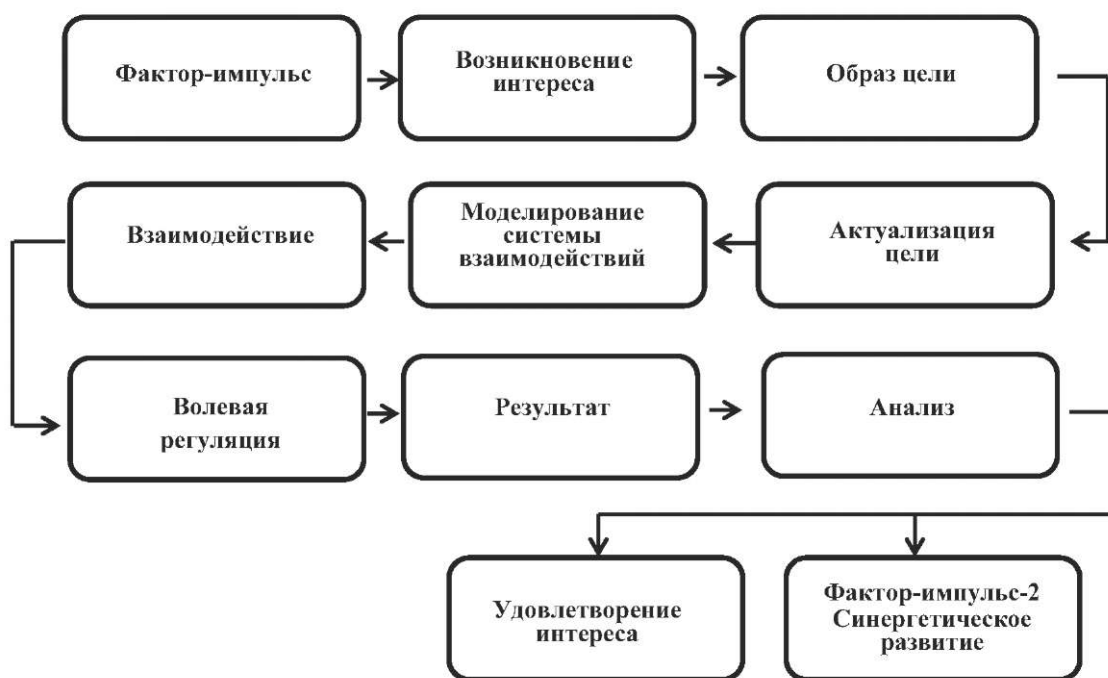 Фактор-импульс
Возникновение
интереса
Образ цели
Актуализация
цели
Моделирование
системы
взаимодействий
Взаимодействие
Волевая
регуляция
Результат
Анализ
Удовлетворение
интереса
Фактор-импульс-2
Синергетическое
развитие